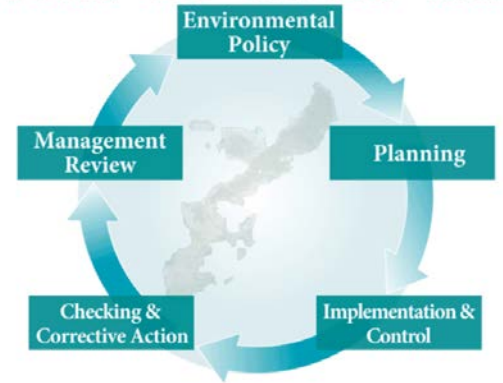 Environmental
Policy
Planning
Implementation &
Control
Checking &
Corrective Action
Management
Review